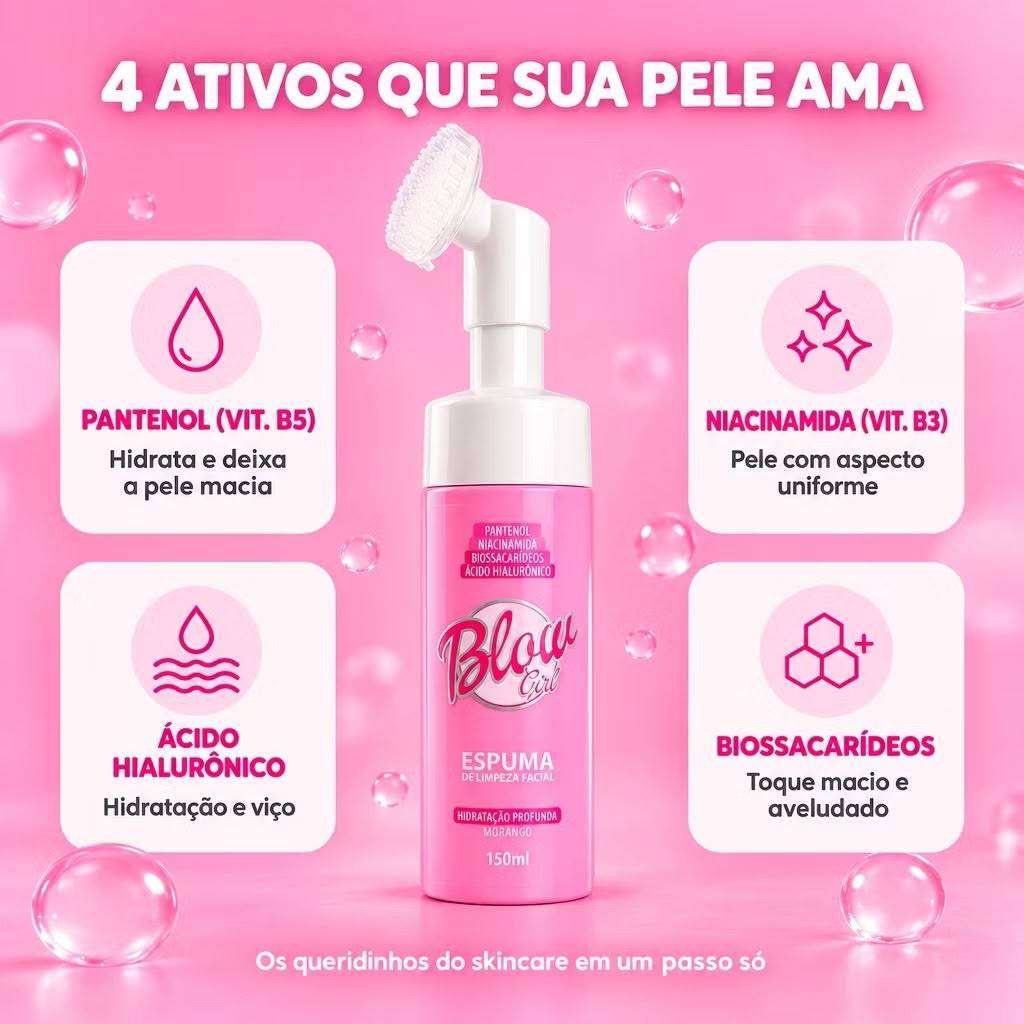 4 ATIVOS QUE SUA PELE AMA
PANTENOL (VIT. B5)
Hidrata e deixa
a pele macia
NIACINAMIDA (VIT. B3)
Pele com aspecto
uniforme
PANTENOL
NIACINAMIDA
BIOSSACARÍDEOS
ÁCIDO HIALURÔNICO
Blow
Girl
ESPUMA
DE LIMPEZA FACIAL
HIDRATAÇÃO PROFUNDA
MORANGO
150ml
ÁCIDO
HIALURÔNICO
Hidratação e viço
BIOSSACARÍDEOS
Toque macio e
aveludado
Os queridinhos do skincare em um passo só